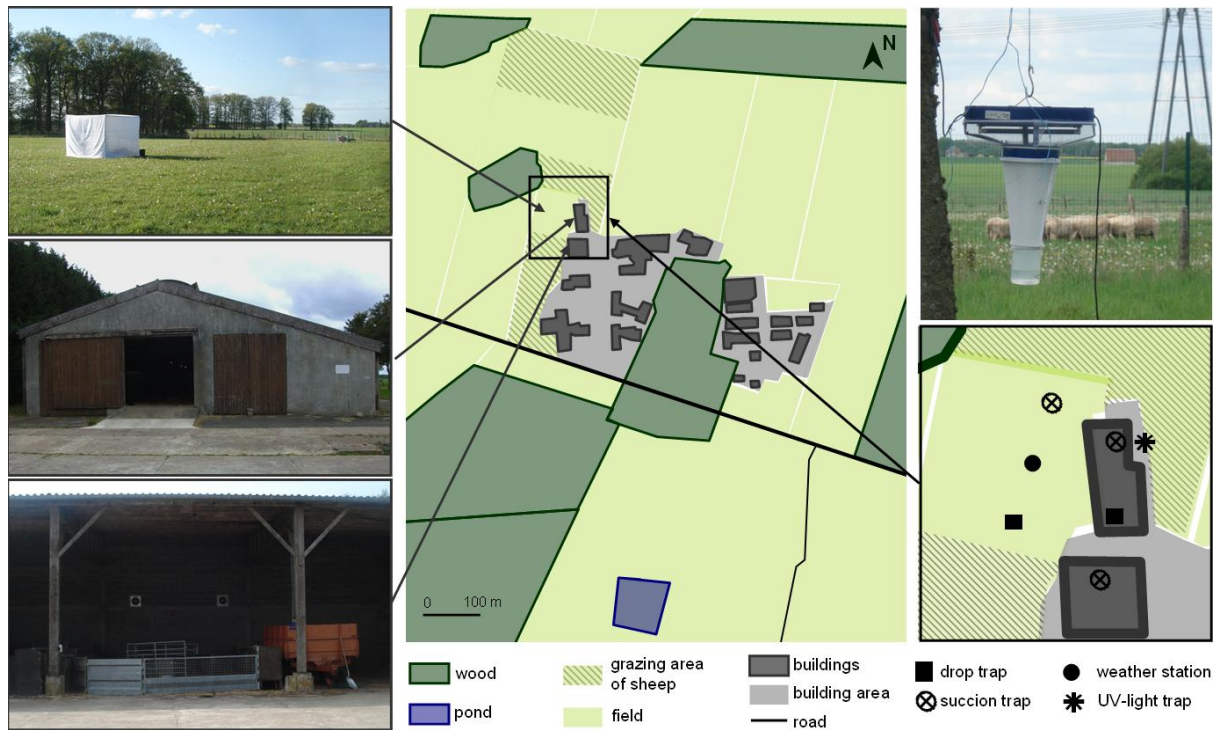 N
0 100 m
wood
pond
grazing area
of sheep
field
buildings
building area
road
drop trap
succion trap
weather station
UV-light trap